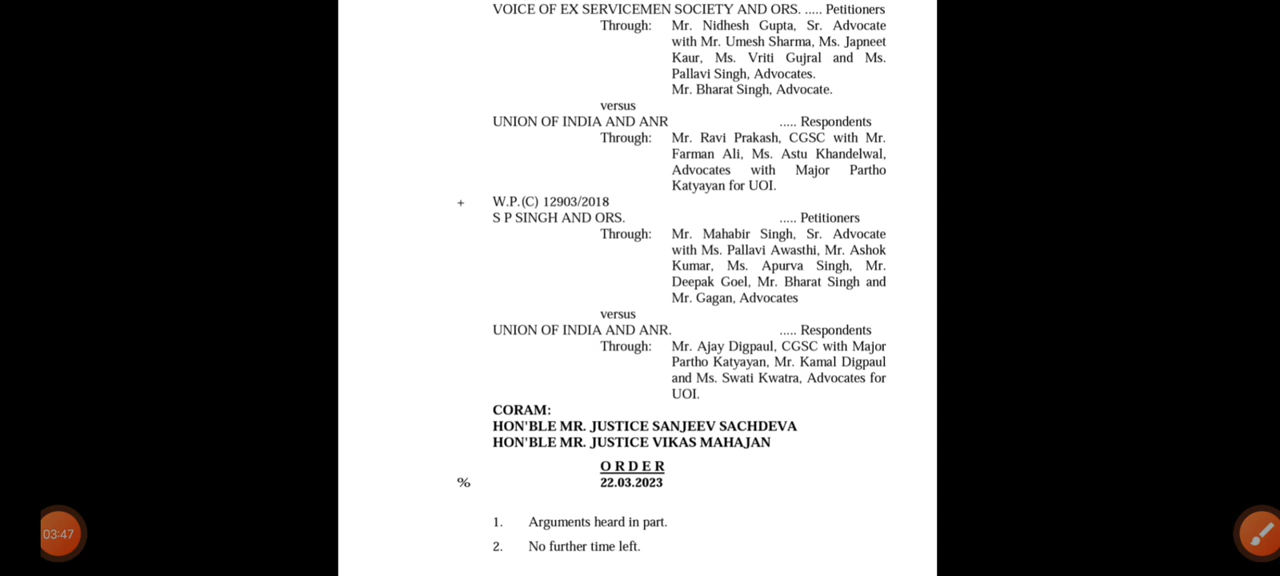 VOICE OF EX SERVICEMEN SOCIETY AND ORS. ..... Petitioners
Through: Mr. Nidhesh Gupta, Sr. Advocate
with Mr. Umesh Sharma, Ms. Japneet
Kaur, Ms. Vriti Gujral and Ms.
Pallavi Singh, Advocates.
Mr. Bharat Singh, Advocate.
versus
UNION OF INDIA AND ANR ..... Respondents
Through: Mr. Ravi Prakash, CGSC with Mr.
Farman Ali, Ms. Astu Khandelwal,
Advocates with Major Partho
Katyayan for UOI.
+ W.P.(C) 12903/2018
S P SINGH AND ORS. ..... Petitioners
Through: Mr. Mahabir Singh, Sr. Advocate
with Ms. Pallavi Awasthi, Mr. Ashok
Kumar, Ms. Apurva Singh, Mr.
Deepak Goel, Mr. Bharat Singh and
Mr. Gagan, Advocates
versus
UNION OF INDIA AND ANR. ..... Respondents
Through: Mr. Ajay Digpaul, CGSC with Major
Partho Katyayan, Mr. Kamal Digpaul
and Ms. Swati Kwatra, Advocates for
UOI.
CORAM:
HON'BLE MR. JUSTICE SANJEEV SACHDEVA
HON'BLE MR. JUSTICE VIKAS MAHAJAN
O R D E R
% 22.03.2023
1. Arguments heard in part.
03:47
2. No further time left.